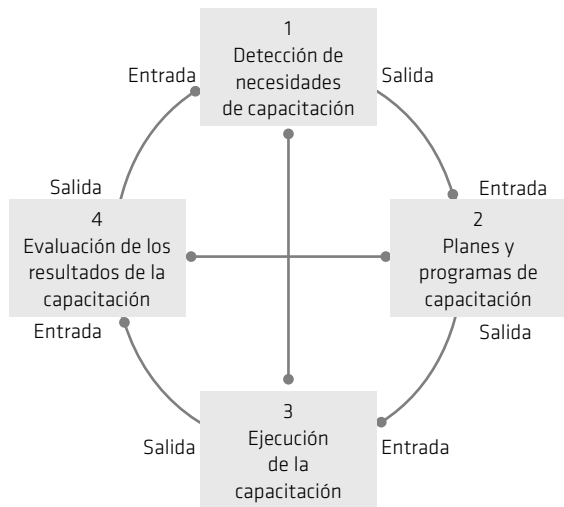 1
Detección de
necesidades
de capacitación
Entrada
Salida
Salida
Entrada
4
Evaluación de los
resultados de la
capacitación
2
Planes y
programas de
capacitación
Entrada
Salida
3
Ejecución
de la
capacitación
Salida
Entrada